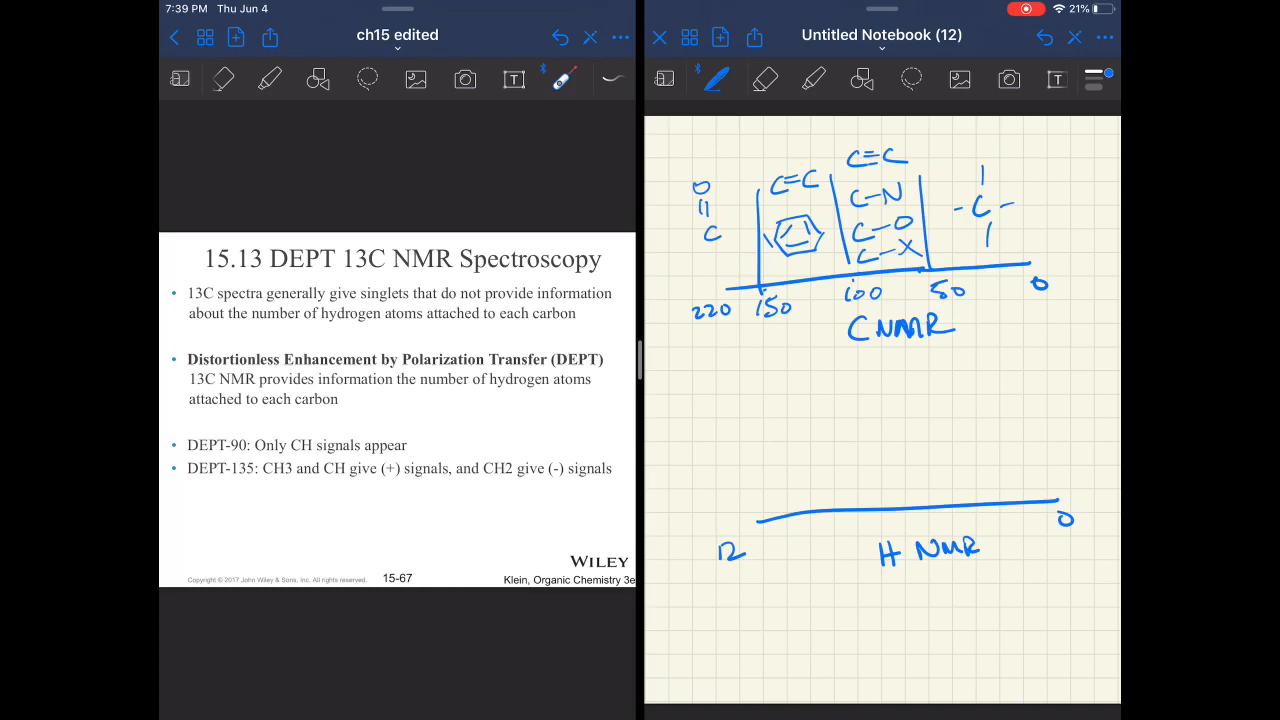 7:39 PM Thu Jun 4
21%
ch15 edited
Untitled Notebook (12)
T
T
15.13 DEPT 13C NMR Spectroscopy
• 13C spectra generally give singlets that do not provide information
about the number of hydrogen atoms attached to each carbon
• Distortionless Enhancement by Polarization Transfer (DEPT)
13C NMR provides information the number of hydrogen atoms
attached to each carbon
• DEPT-90: Only CH signals appear
• DEPT-135: CH3 and CH give (+) signals, and CH2 give (-) signals
WILEY
Copyright © 2017 John Wiley & Sons, Inc. All rights reserved.
15-67
Klein, Organic Chemistry 3e
C≡C
C=C
O
C-N
C
C
C-O
C-X
220 150 100 50 0
C NMR
12 0
H NMR